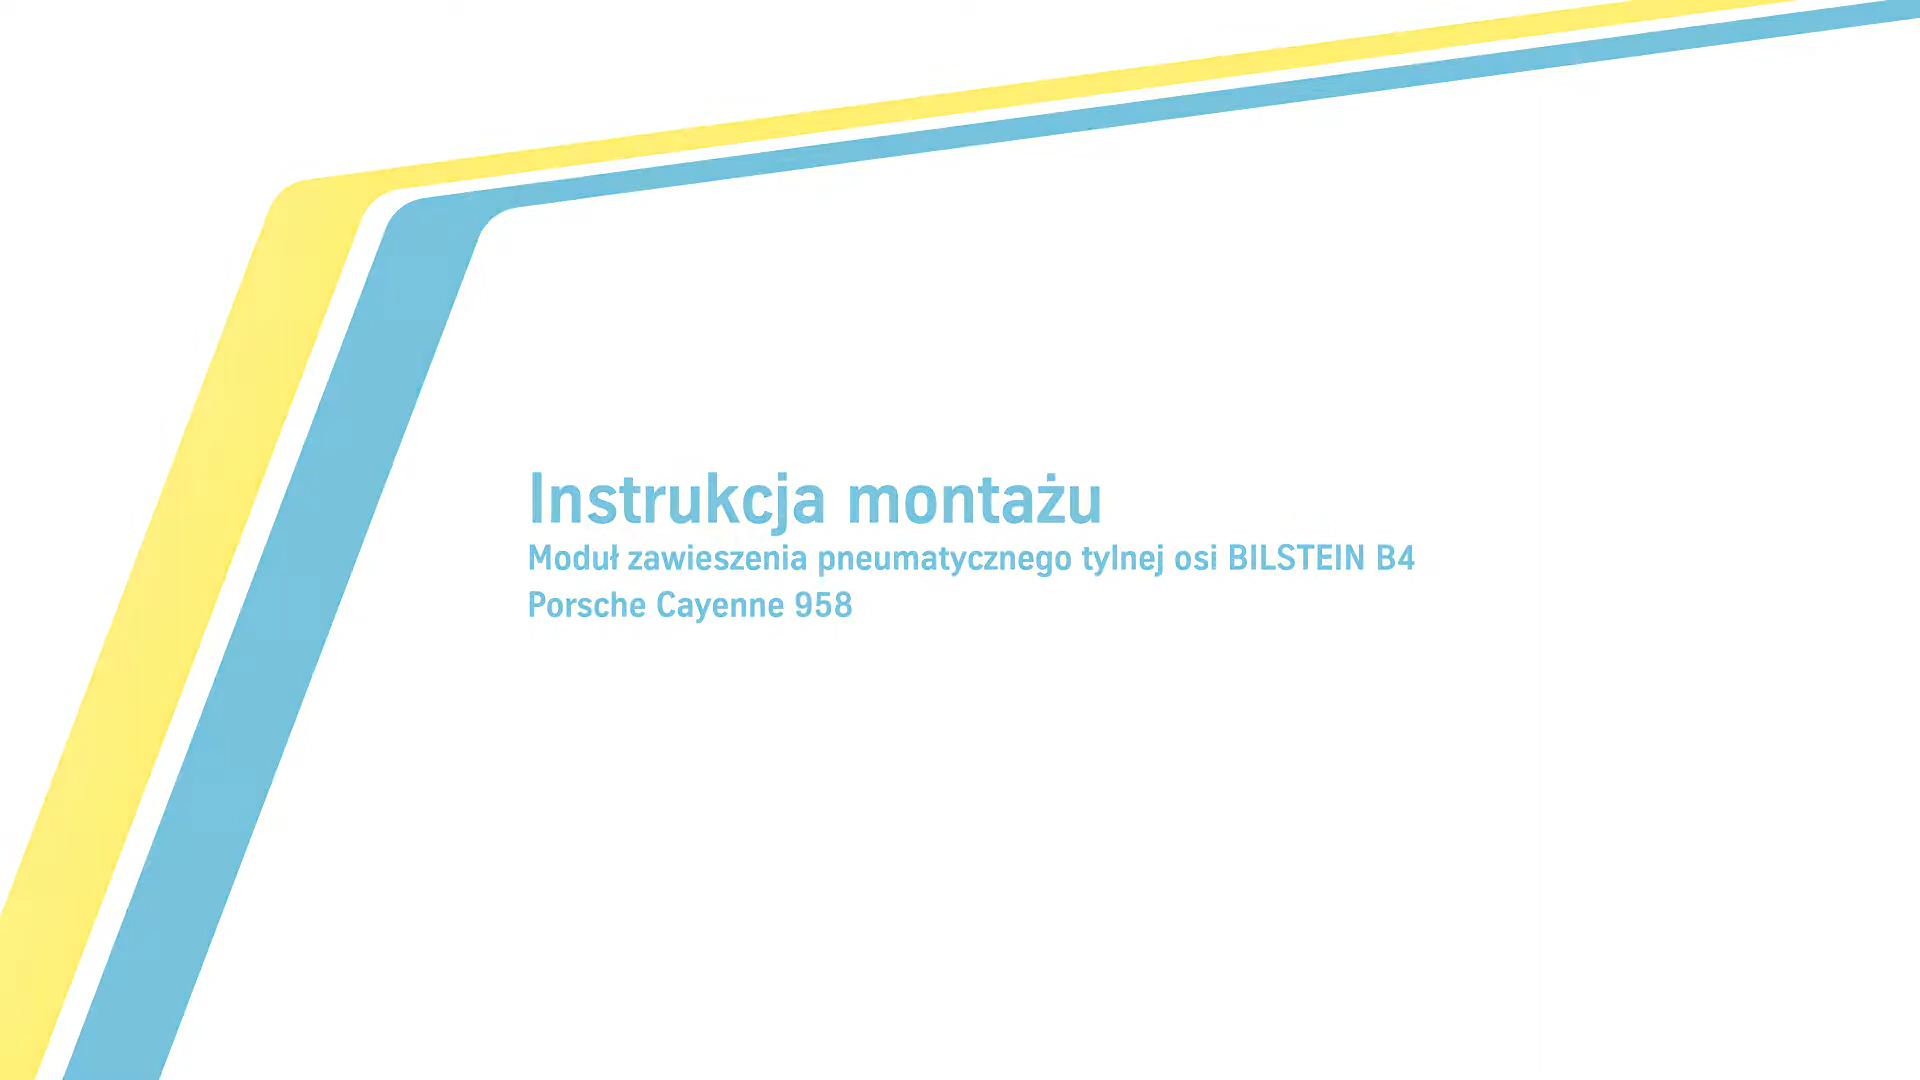 Instrukcja montażu
Moduł zawieszenia pneumatycznego tylnej osi BILSTEIN B4
Porsche Cayenne 958